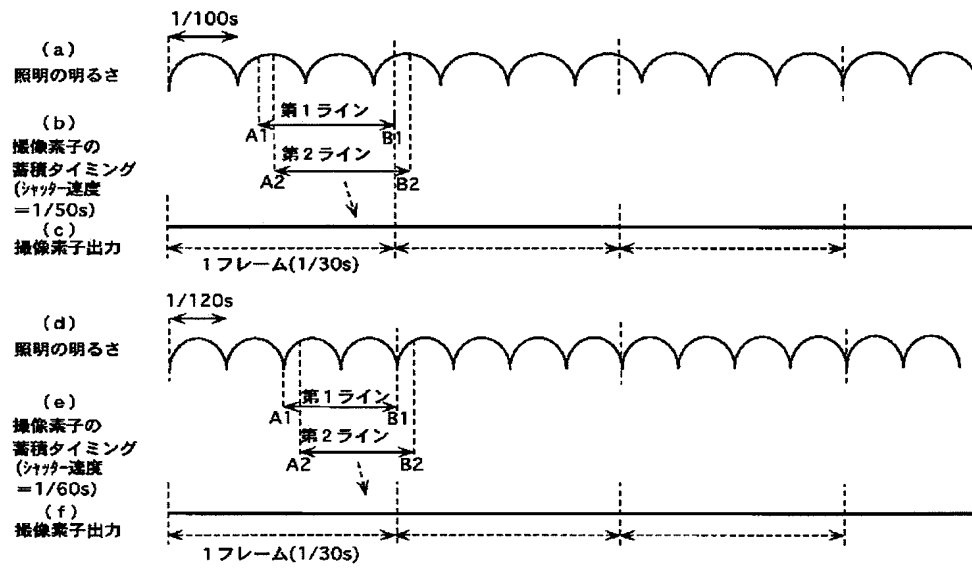 1/100s
(a)
照明の明るさ
(b)
撮像素子の
蓄積タイミング
(シャッター速度
＝1/50s)
第1ライン
A1
B1
第2ライン
A2
B2
(c)
撮像素子出力
1フレーム(1/30s)
1/120s
(d)
照明の明るさ
(e)
撮像素子の
蓄積タイミング
(シャッター速度
＝1/60s)
第1ライン
A1
B1
第2ライン
A2
B2
(f)
撮像素子出力
1フレーム(1/30s)